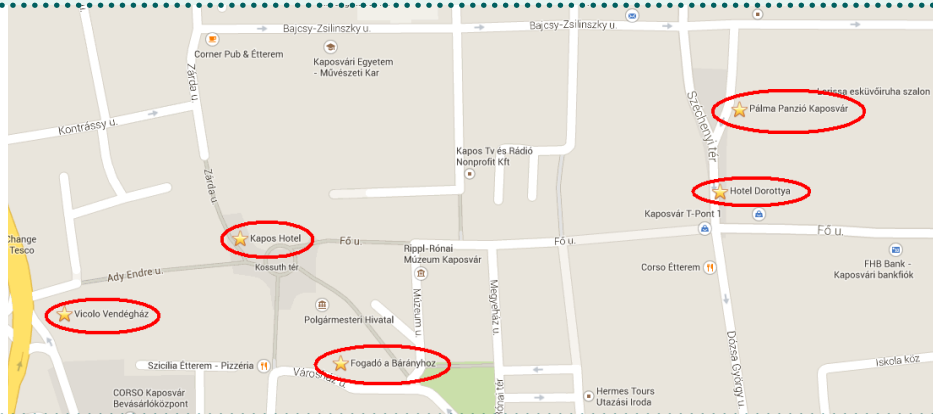 Bajcsy-Zsilinszky u.
Bajcsy-Zsilinszky u.
Corner Pub & Étterem
Kaposvári Egyetem
- Művészeti Kar
Zárda u.
Széchenyi tér
Larissa esküvőiruha szalon
Pálma Panzió Kaposvár
Kontrássy u.
Kapos Tv és Rádió
Nonprofit Kft
Zárda u.
Hotel Dorottya
Kaposvár T-Pont 1
Change
Tesco
Kapos Hotel
Fő u.
Fő u.
Fő u.
Rippl-Rónai
Múzeum Kaposvár
Kossuth tér
Ady Endre u.
Corso Étterem
FHB Bank -
Kaposvári bankfiók
Vicolo Vendégház
Polgármesteri Hivatal
Múzeum u.
Megyeház u.
Dózsa György u.
Szicília Étterem - Pizzéria
Fogadó a Bárányhoz
Városház u.
Iskola köz
CORSO Kaposvár
Bevásárlóközpont
Rónai tér
Hermes Tours
Utazási Iroda